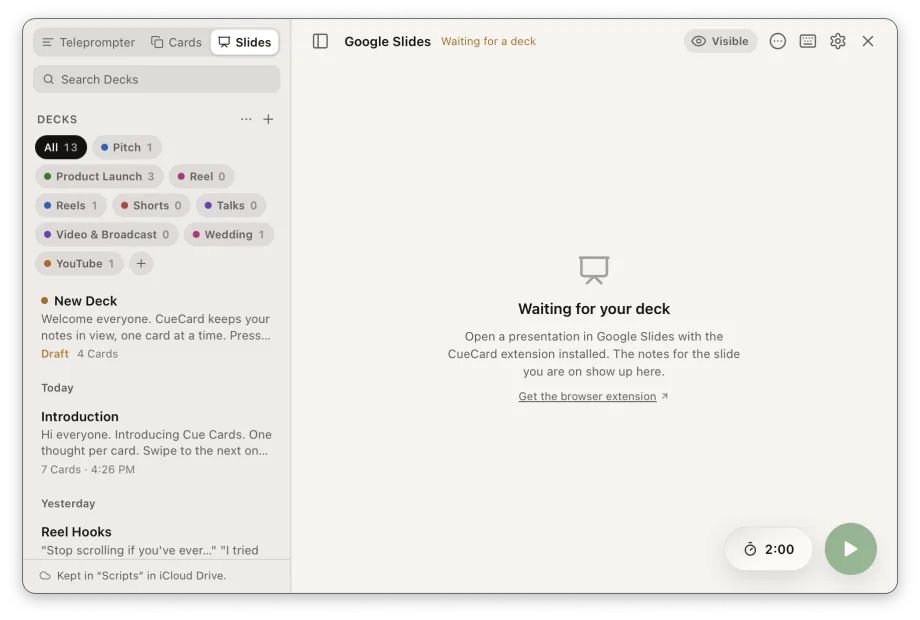 Teleprompter Cards Slides
Search Decks
DECKS
All 13 Pitch 1
Product Launch 3 Reel 0
Reels 1 Shorts 0 Talks 0
Video & Broadcast 0 Wedding 1
YouTube 1
New Deck
Welcome everyone. CueCard keeps your
notes in view, one card at a time. Press...
Draft 4 Cards
Today
Introduction
Hi everyone. Introducing Cue Cards. One
thought per card. Swipe to the next on...
7 Cards · 4:26 PM
Yesterday
Reel Hooks
"Stop scrolling if you've ever..." "I tried
Kept in “Scripts” in iCloud Drive.
Google Slides Waiting for a deck
Visible
Waiting for your deck
Open a presentation in Google Slides with the
CueCard extension installed. The notes for the slide
you are on show up here.
Get the browser extension
2:00